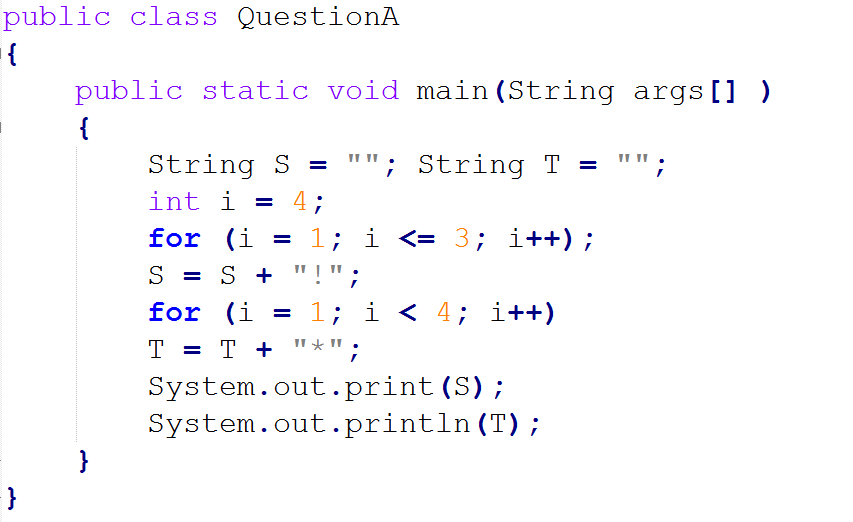 public class QuestionA
{
public static void main(String args[] )
{
String S = ""; String T = "";
int i = 4;
for (i = 1; i <= 3; i++);
S = S + "!";
for (i = 1; i < 4; i++)
T = T + "*";
System.out.print(S);
System.out.println(T);
}
}